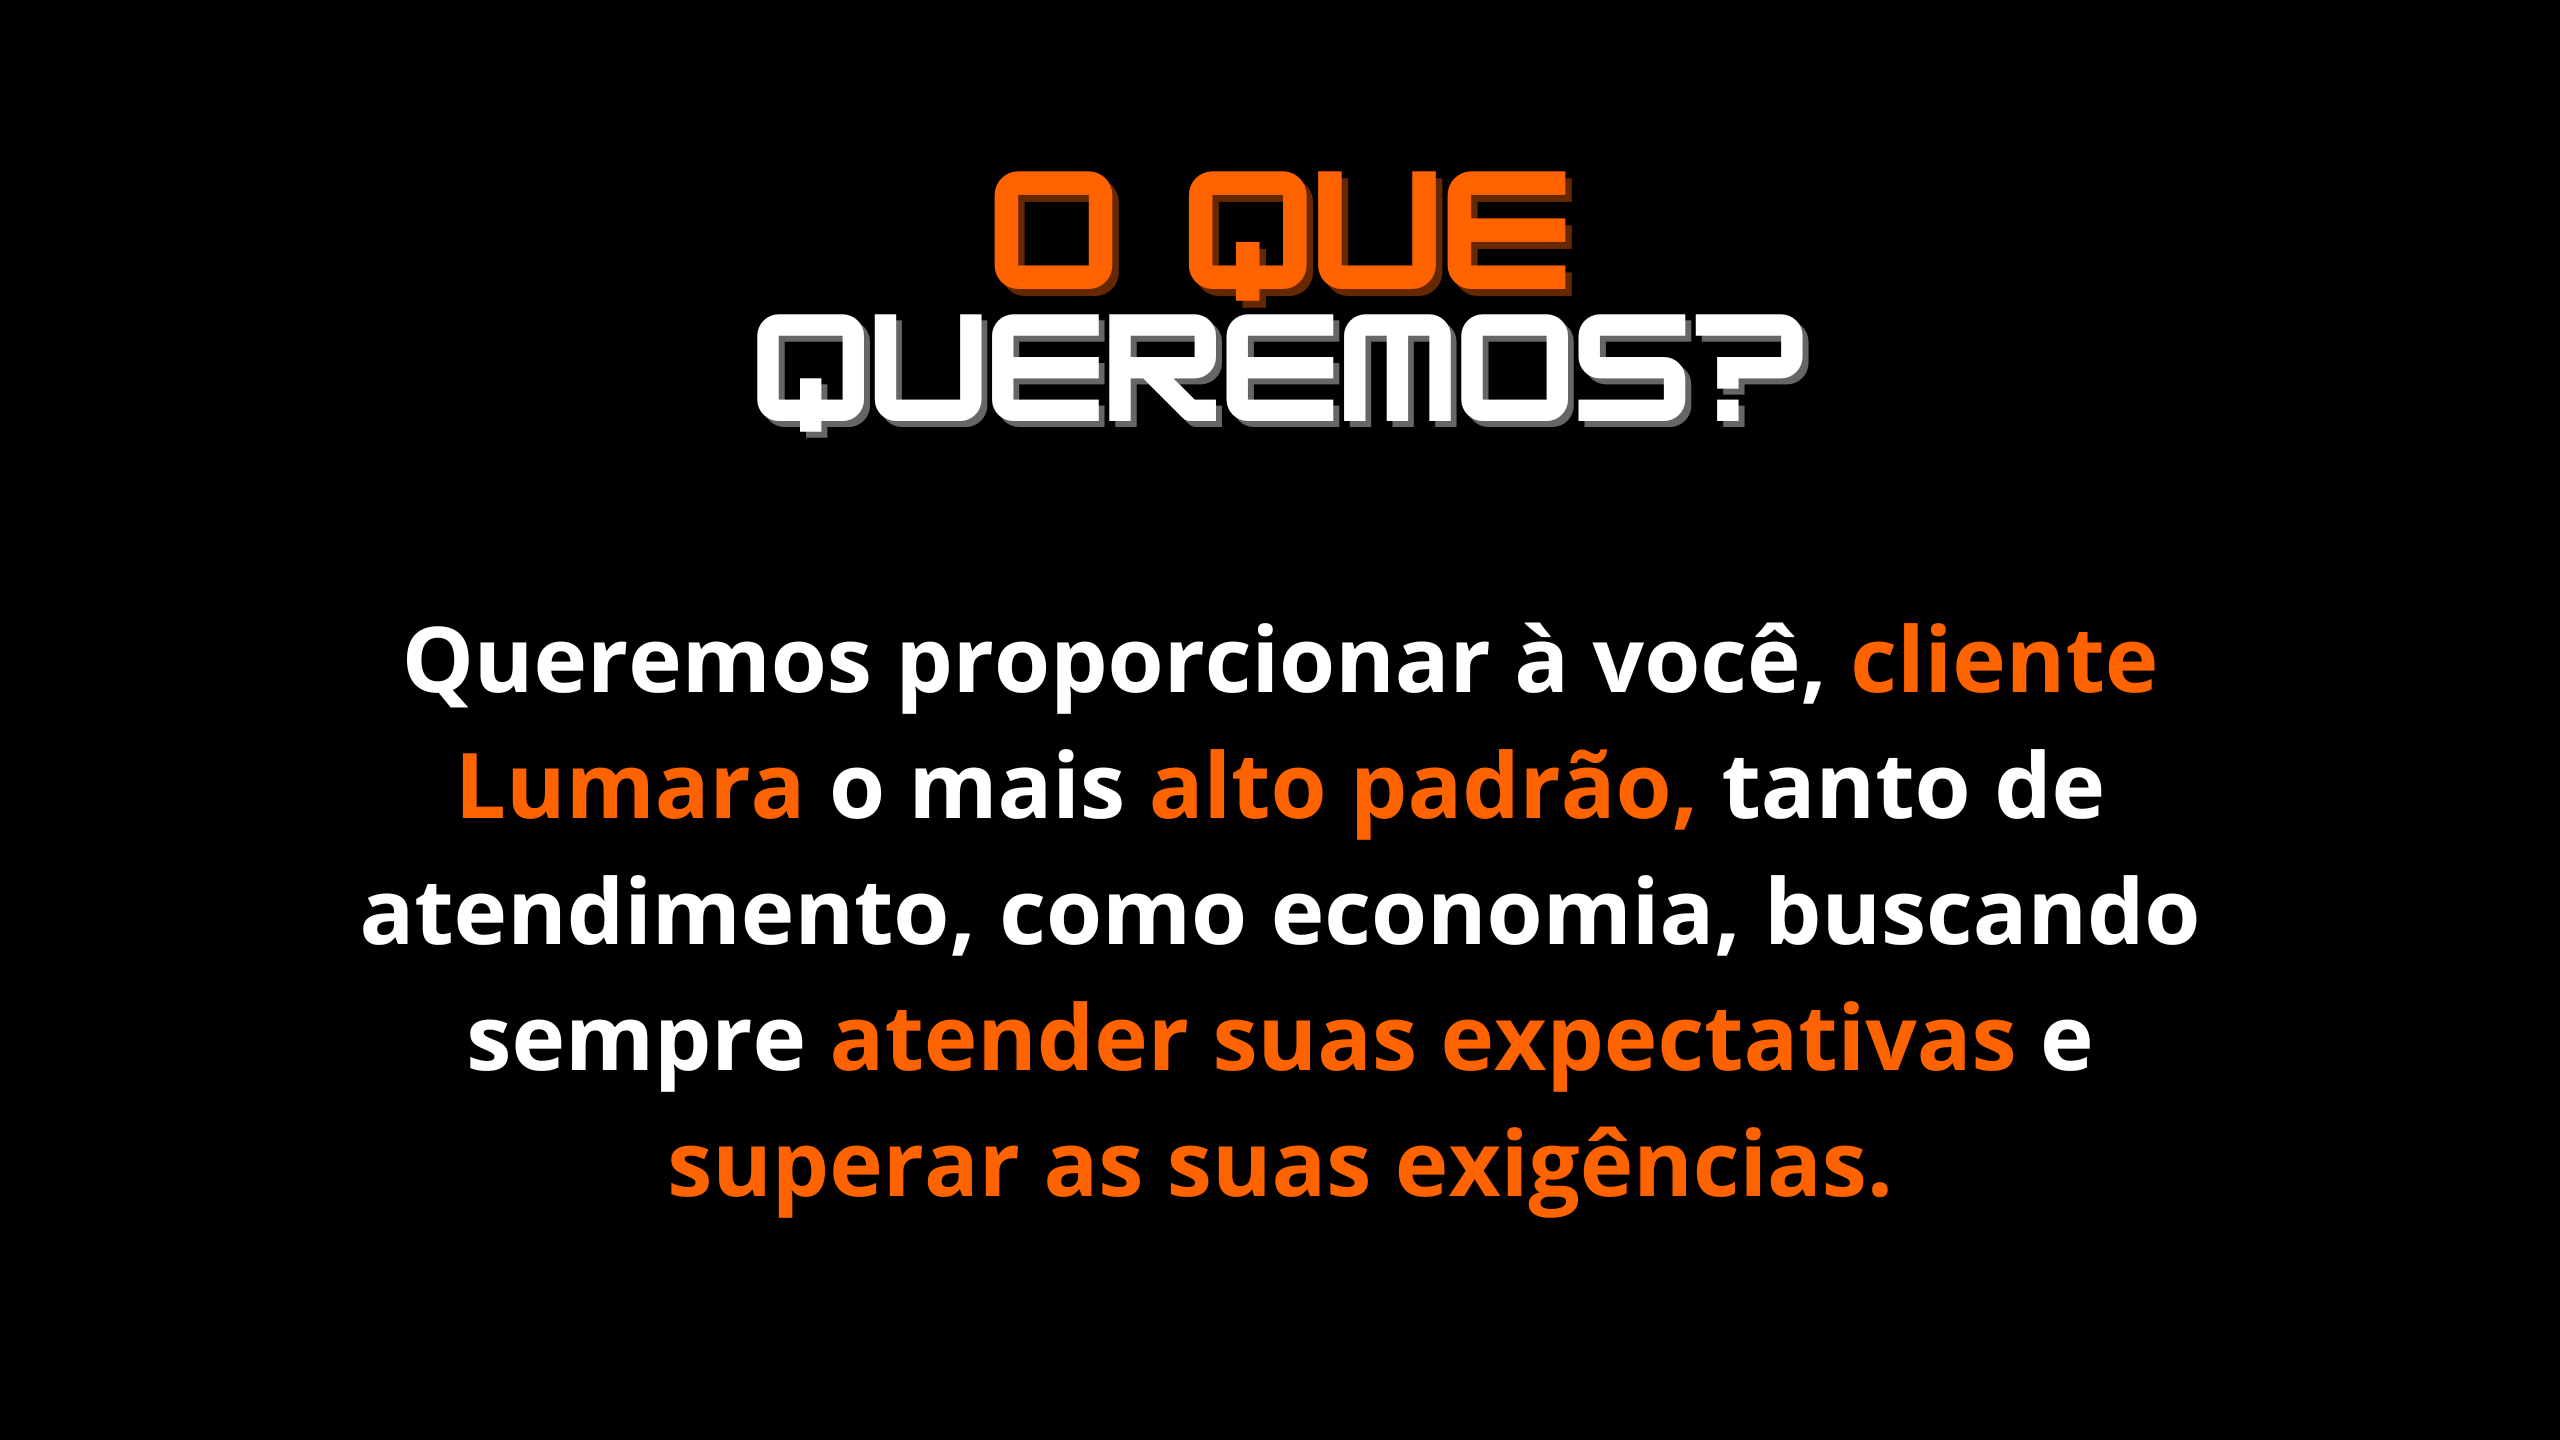 O QUE
QUEREMOS?
Queremos proporcionar à você, cliente
Lumara o mais alto padrão, tanto de
atendimento, como economia, buscando
sempre atender suas expectativas e
superar as suas exigências.